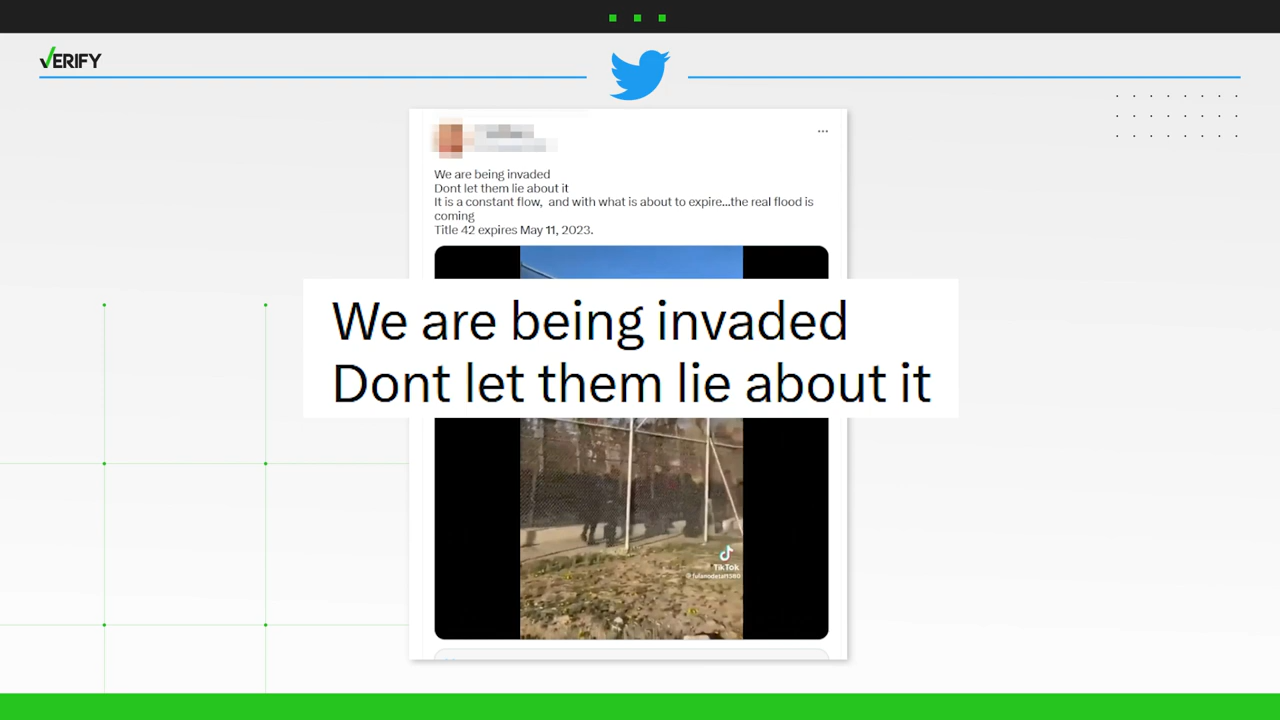 VERIFY
We are being invaded
Dont let them lie about it
It is a constant flow, and with what is about to expire...the real flood is
coming
Title 42 expires May 11, 2023.
We are being invaded
Dont let them lie about it
TikTok